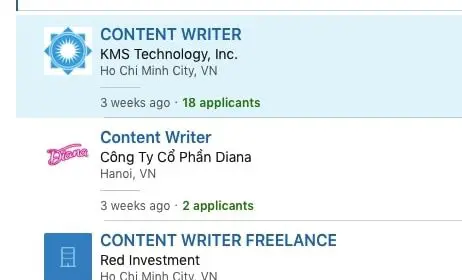 CONTENT WRITER
KMS Technology, Inc.
Ho Chi Minh City, VN
3 weeks ago · 18 applicants
Diana
Content Writer
Công Ty Cổ Phần Diana
Hanoi, VN
3 weeks ago · 2 applicants
CONTENT WRITER FREELANCE
Red Investment
Ho Chi Minh City, VN